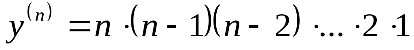 y⁽ⁿ⁾ = n ·(n - 1)(n - 2) ·...· 2 ·1